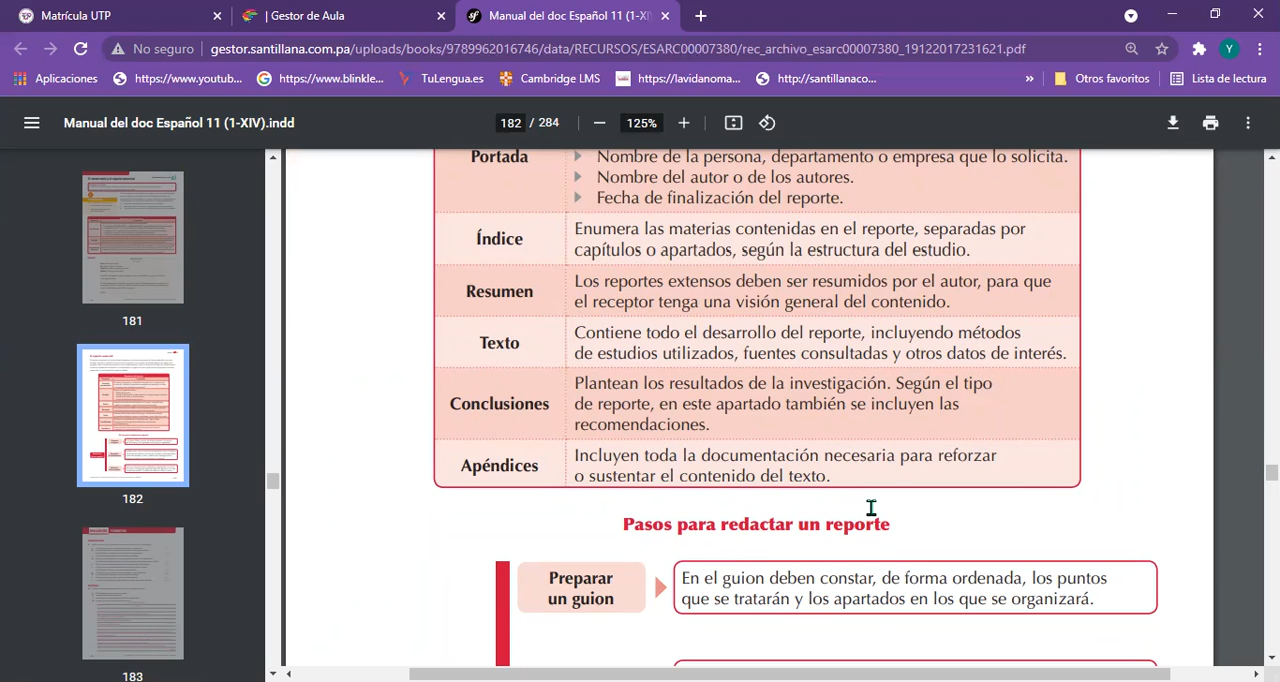 Matrícula UTP
| Gestor de Aula
Manual del doc Español 11 (1-XI
No seguro
gestor.santillana.com.pa/uploads/books/9789962016746/data/RECURSOS/ESARC00007380/rec_archivo_esarc00007380_19122017231621.pdf
Y
Aplicaciones
https://www.youtub...
https://www.blinkle...
TuLengua.es
Cambridge LMS
https://lavidanoma...
http://santillanaco...
»
Otros favoritos
Lista de lectura
Manual del doc Español 11 (1-XIV).indd
182 / 284
125%
181
182
183
Portada
Nombre de la persona, departamento o empresa que lo solicita.
Nombre del autor o de los autores.
Fecha de finalización del reporte.
Índice
Enumera las materias contenidas en el reporte, separadas por
capítulos o apartados, según la estructura del estudio.
Resumen
Los reportes extensos deben ser resumidos por el autor, para que
el receptor tenga una visión general del contenido.
Texto
Contiene todo el desarrollo del reporte, incluyendo métodos
de estudios utilizados, fuentes consultadas y otros datos de interés.
Conclusiones
Plantean los resultados de la investigación. Según el tipo
de reporte, en este apartado también se incluyen las
recomendaciones.
Apéndices
Incluyen toda la documentación necesaria para reforzar
o sustentar el contenido del texto.
Pasos para redactar un reporte
Preparar
un guion
En el guion deben constar, de forma ordenada, los puntos
que se tratarán y los apartados en los que se organizará.